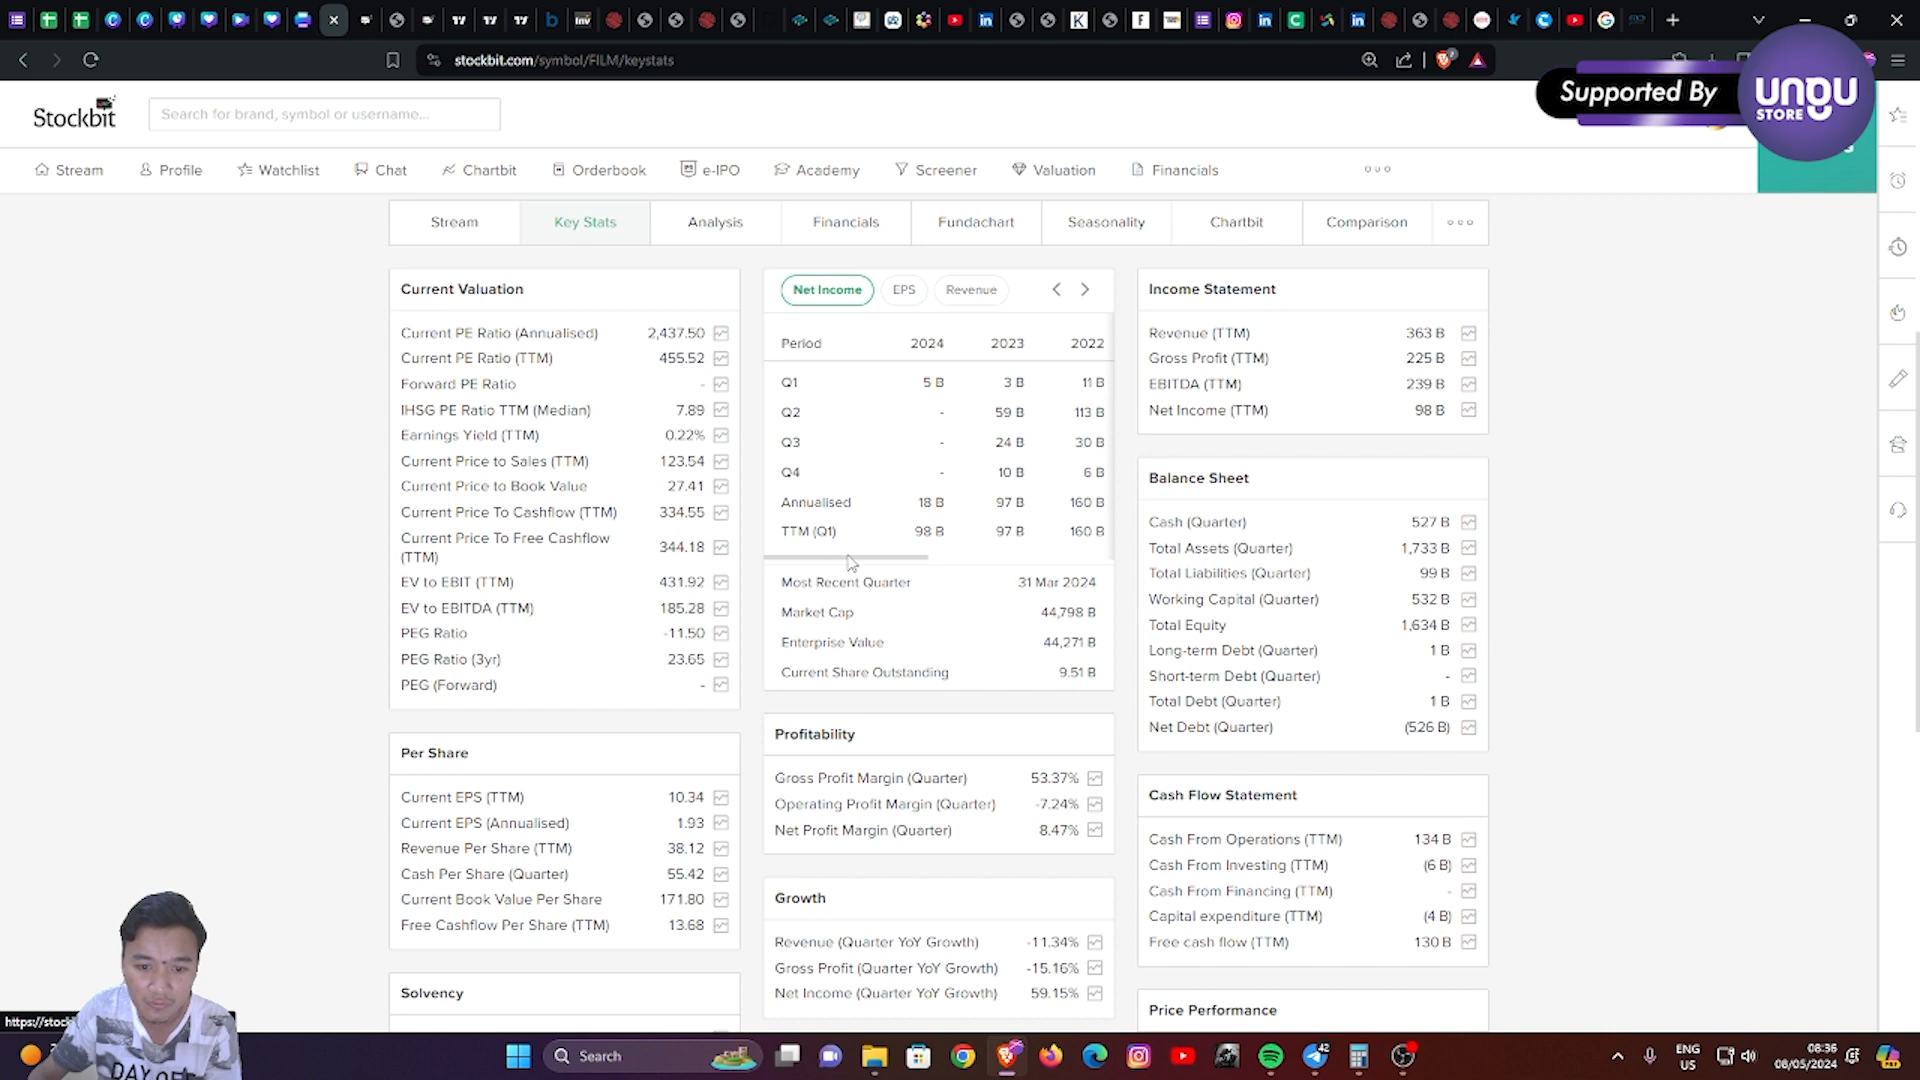 stockbit.com/symbol/FILM/keystats
Supported By
UNGU
STORE
Stockbit
Search for brand, symbol or username...
Stream
Profile
Watchlist
Chat
Chartbit
Orderbook
e-IPO
Academy
Screener
Valuation
Financials
Stream
Key Stats
Analysis
Financials
Fundachart
Seasonality
Chartbit
Comparison
Current Valuation
Current PE Ratio (Annualised) 2,437.50
Current PE Ratio (TTM) 455.52
Forward PE Ratio -
IHSG PE Ratio TTM (Median) 7.89
Earnings Yield (TTM) 0.22%
Current Price to Sales (TTM) 123.54
Current Price to Book Value 27.41
Current Price To Cashflow (TTM) 334.55
Current Price To Free Cashflow
(TTM) 344.18
EV to EBIT (TTM) 431.92
EV to EBITDA (TTM) 185.28
PEG Ratio -11.50
PEG Ratio (3yr) 23.65
PEG (Forward) -
Per Share
Current EPS (TTM) 10.34
Current EPS (Annualised) 1.93
Revenue Per Share (TTM) 38.12
Cash Per Share (Quarter) 55.42
Current Book Value Per Share 171.80
Free Cashflow Per Share (TTM) 13.68
Solvency
Net Income EPS Revenue
Period 2024 2023 2022
Q1 5 B 3 B 11 B
Q2 - 59 B 113 B
Q3 - 24 B 30 B
Q4 - 10 B 6 B
Annualised 18 B 97 B 160 B
TTM (Q1) 98 B 97 B 160 B
Most Recent Quarter 31 Mar 2024
Market Cap 44,798 B
Enterprise Value 44,271 B
Current Share Outstanding 9.51 B
Profitability
Gross Profit Margin (Quarter) 53.37%
Operating Profit Margin (Quarter) -7.24%
Net Profit Margin (Quarter) 8.47%
Growth
Revenue (Quarter YoY Growth) -11.34%
Gross Profit (Quarter YoY Growth) -15.16%
Net Income (Quarter YoY Growth) 59.15%
Income Statement
Revenue (TTM) 363 B
Gross Profit (TTM) 225 B
EBITDA (TTM) 239 B
Net Income (TTM) 98 B
Balance Sheet
Cash (Quarter) 527 B
Total Assets (Quarter) 1,733 B
Total Liabilities (Quarter) 99 B
Working Capital (Quarter) 532 B
Total Equity 1,634 B
Long-term Debt (Quarter) 1 B
Short-term Debt (Quarter) -
Total Debt (Quarter) 1 B
Net Debt (Quarter) (526 B)
Cash Flow Statement
Cash From Operations (TTM) 134 B
Cash From Investing (TTM) (6 B)
Cash From Financing (TTM) -
Capital expenditure (TTM) (4 B)
Free cash flow (TTM) 130 B
Price Performance
https://stock
DAY OFF
Search
42
ENG
US
08:36
08/05/2024